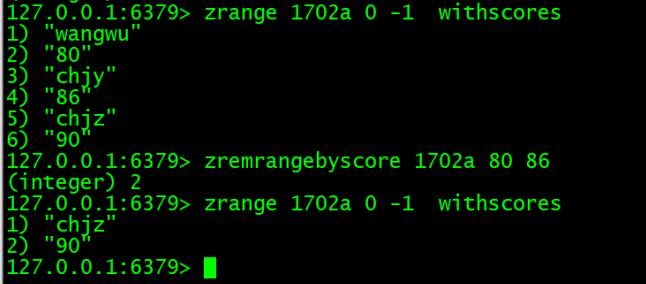 127.0.0.1:6379> zrange 1702a 0 -1  withscores
1) "wangwu"
2) "80"
3) "chjy"
4) "86"
5) "chjz"
6) "90"
127.0.0.1:6379> zremrangebyscore 1702a 80 86
(integer) 2
127.0.0.1:6379> zrange 1702a 0 -1  withscores
1) "chjz"
2) "90"
127.0.0.1:6379>